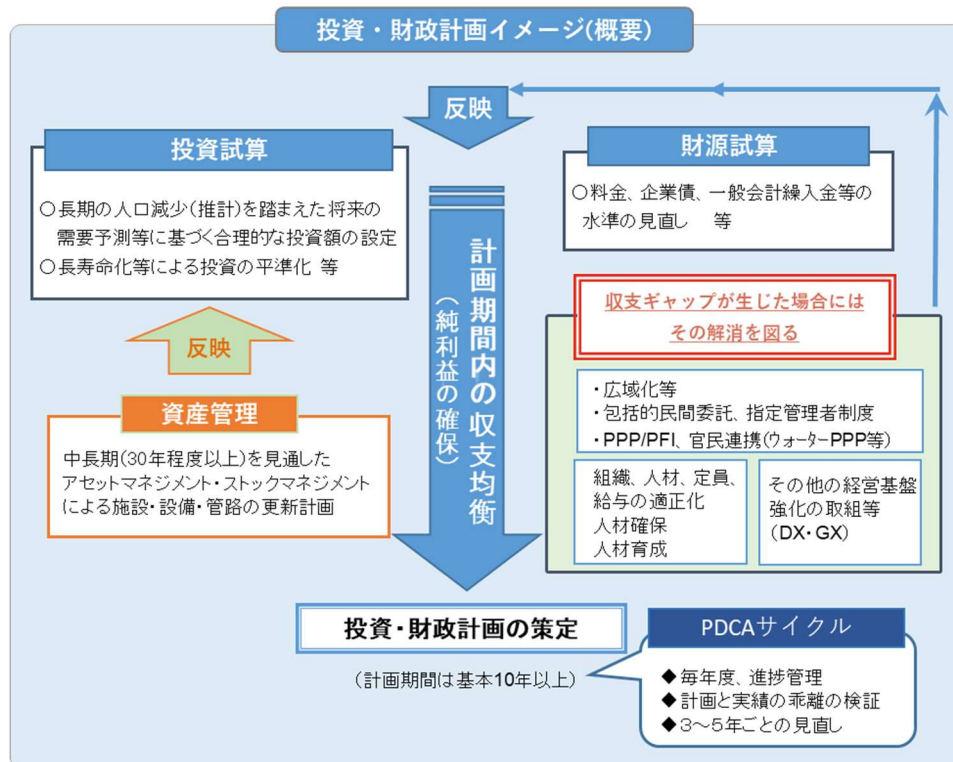 投資・財政計画イメージ(概要)
反映
投資試算
○長期の人口減少(推計)を踏まえた将来の
需要予測等に基づく合理的な投資額の設定
○長寿命化等による投資の平準化 等
財源試算
○料金、企業債、一般会計繰入金等の
水準の見直し 等
計画期間内の収支均衡
(純利益の確保)
反映
資産管理
中長期(30年程度以上)を見通した
アセットマネジメント・ストックマネジメント
による施設・設備・管路の更新計画
収支ギャップが生じた場合には
その解消を図る
・広域化等
・包括的民間委託、指定管理者制度
・PPP/PFI、官民連携(ウォーターPPP等)
組織、人材、定員、
給与の適正化
人材確保
人材育成
その他の経営基盤
強化の取組等
(DX・GX)
投資・財政計画の策定
(計画期間は基本10年以上)
PDCAサイクル
◆毎年度、進捗管理
◆計画と実績の乖離の検証
◆3～5年ごとの見直し